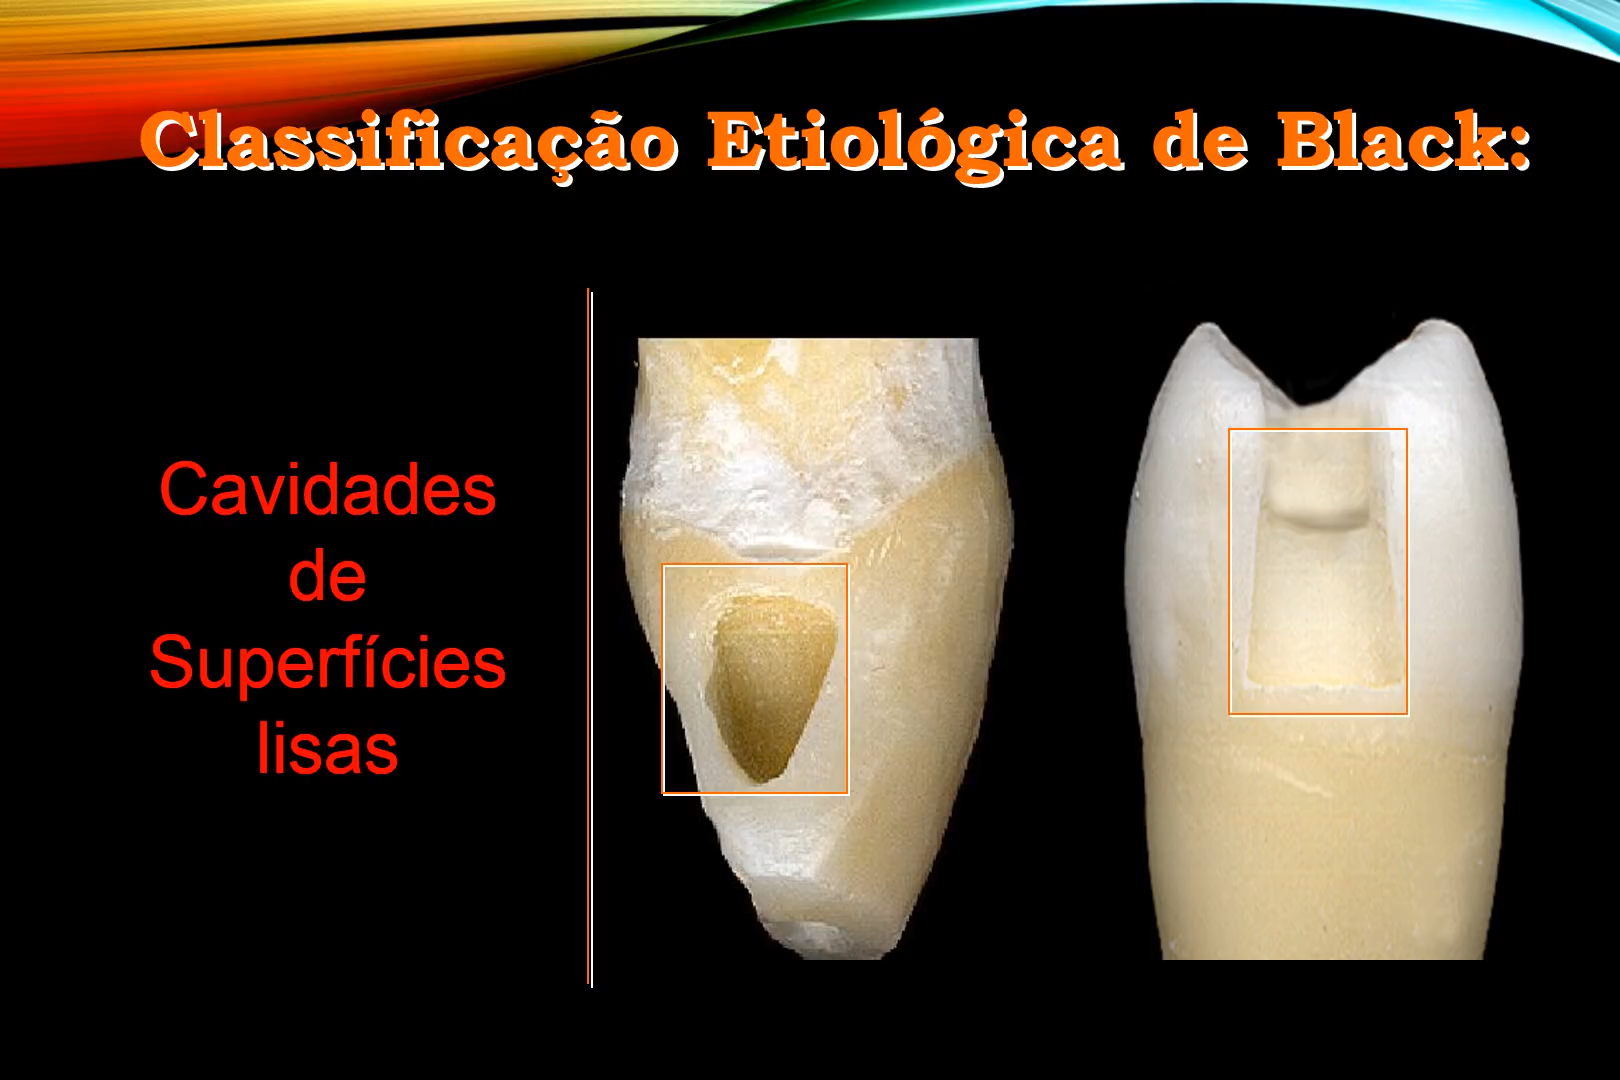 Classificação Etiológica de Black:
Cavidades
de
Superfícies
lisas